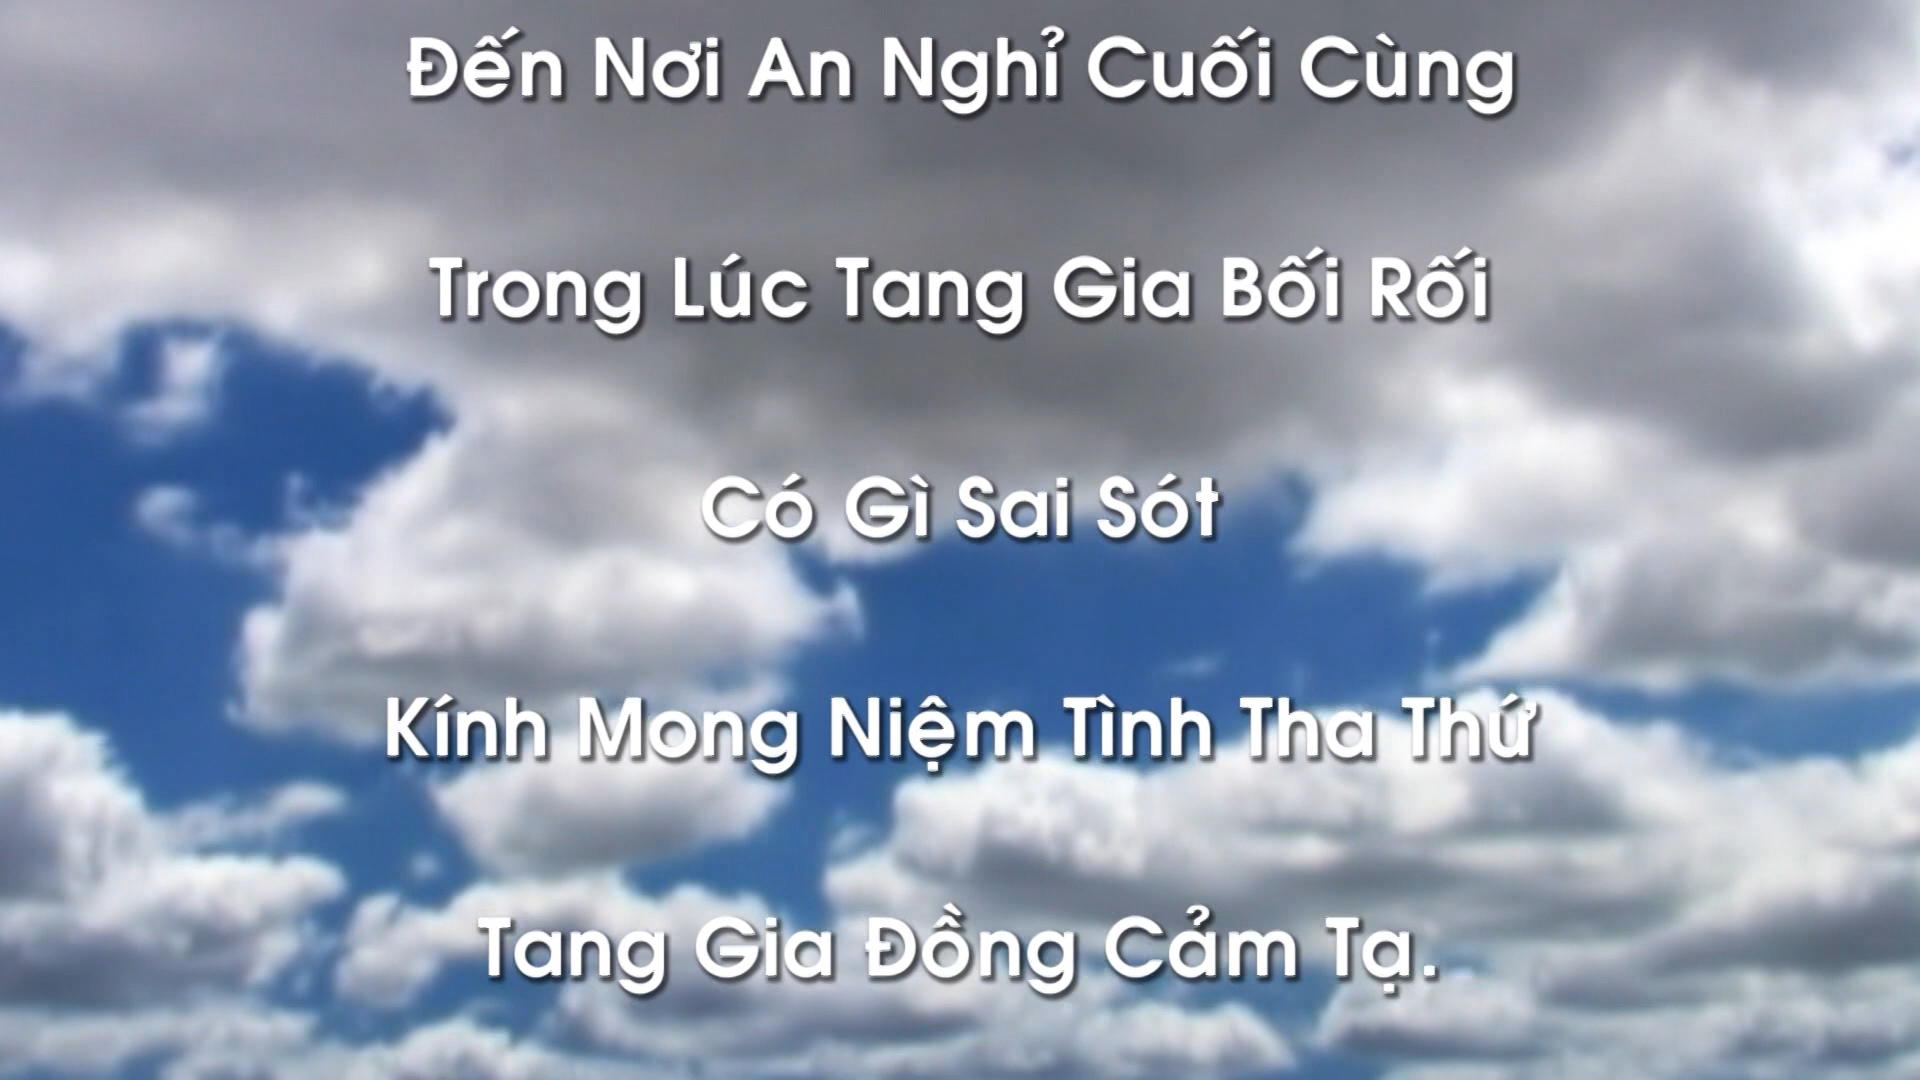 Đến Nơi An Nghỉ Cuối Cùng
Trong Lúc Tang Gia Bối Rối
Có Gì Sai Sót
Kính Mong Niệm Tình Tha Thứ
Tang Gia Đồng Cảm Tạ.